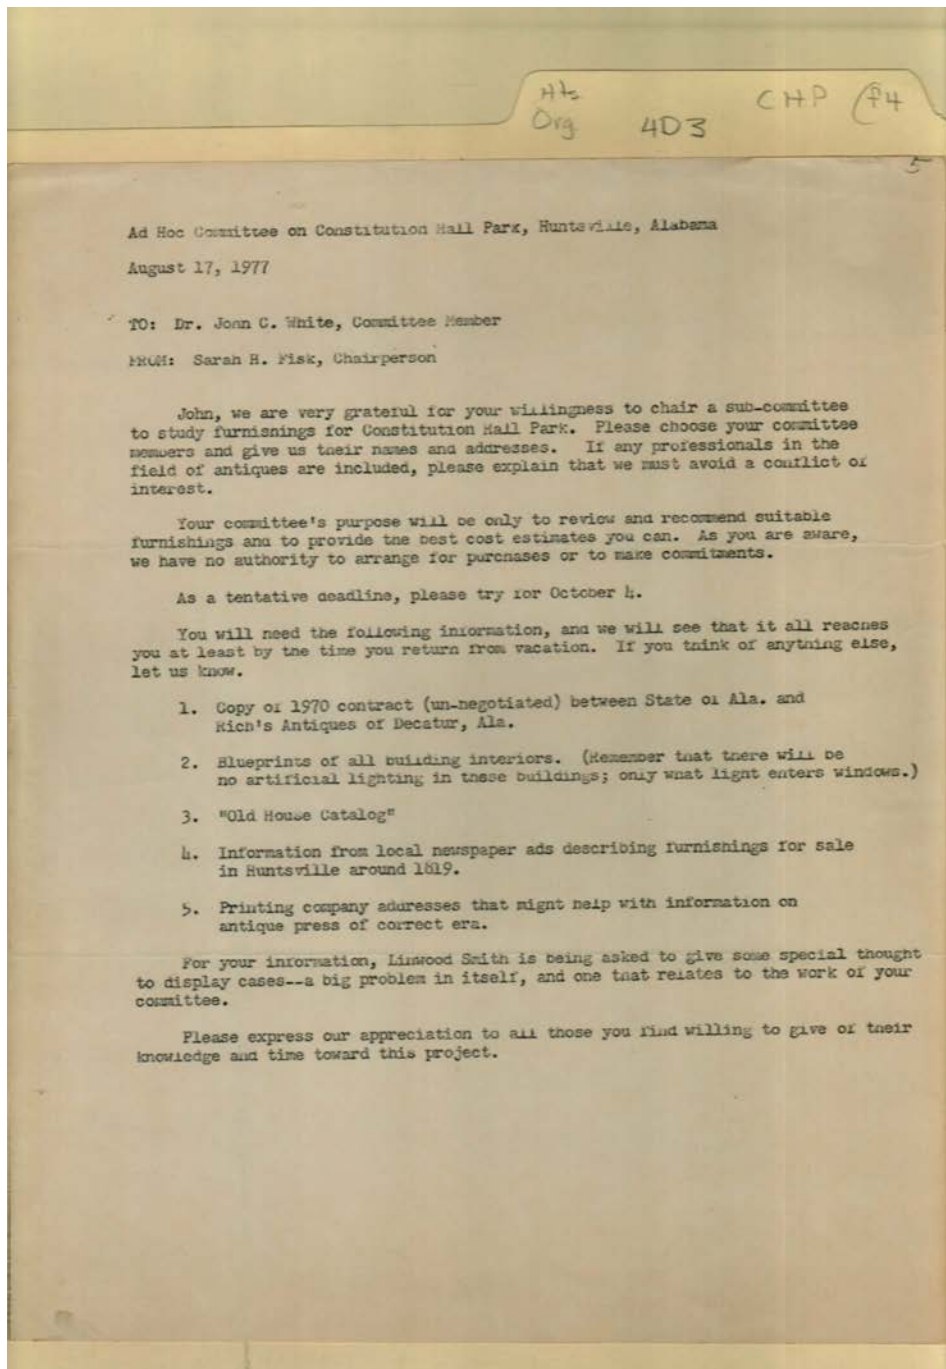 Hts
Org
4D3
CHP F4
5
Ad Hoc Committee on Constitution Hall Park, Huntsville, Alabama
August 17, 1977
TO: Dr. John C. White, Committee Member
FROM: Sarah H. Fisk, Chairperson
John, we are very grateful for your willingness to chair a sub-committee
to study furnishings for Constitution Hall Park. Please choose your committee
members and give us their names and addresses. If any professionals in the
field of antiques are included, please explain that we must avoid a conflict of
interest.
Your committee's purpose will be only to review and recommend suitable
furnishings and to provide the best cost estimates you can. As you are aware,
we have no authority to arrange for purchases or to make commitments.
As a tentative deadline, please try for October 4.
You will need the following information, and we will see that it all reaches
you at least by the time you return from vacation. If you think of anything else,
let us know.
1. Copy of 1970 contract (un-negotiated) between State of Ala. and
Rich's Antiques of Decatur, Ala.
2. Blueprints of all building interiors. (Remember that there will be
no artificial lighting in these buildings; only what light enters windows.)
3. "Old House Catalog"
4. Information from local newspaper ads describing furnishings for sale
in Huntsville around 1819.
5. Printing company addresses that might help with information on
antique press of correct era.
For your information, Linwood Smith is being asked to give some special thought
to display cases--a big problem in itself, and one that relates to the work of your
committee.
Please express our appreciation to all those you find willing to give of their
knowledge and time toward this project.